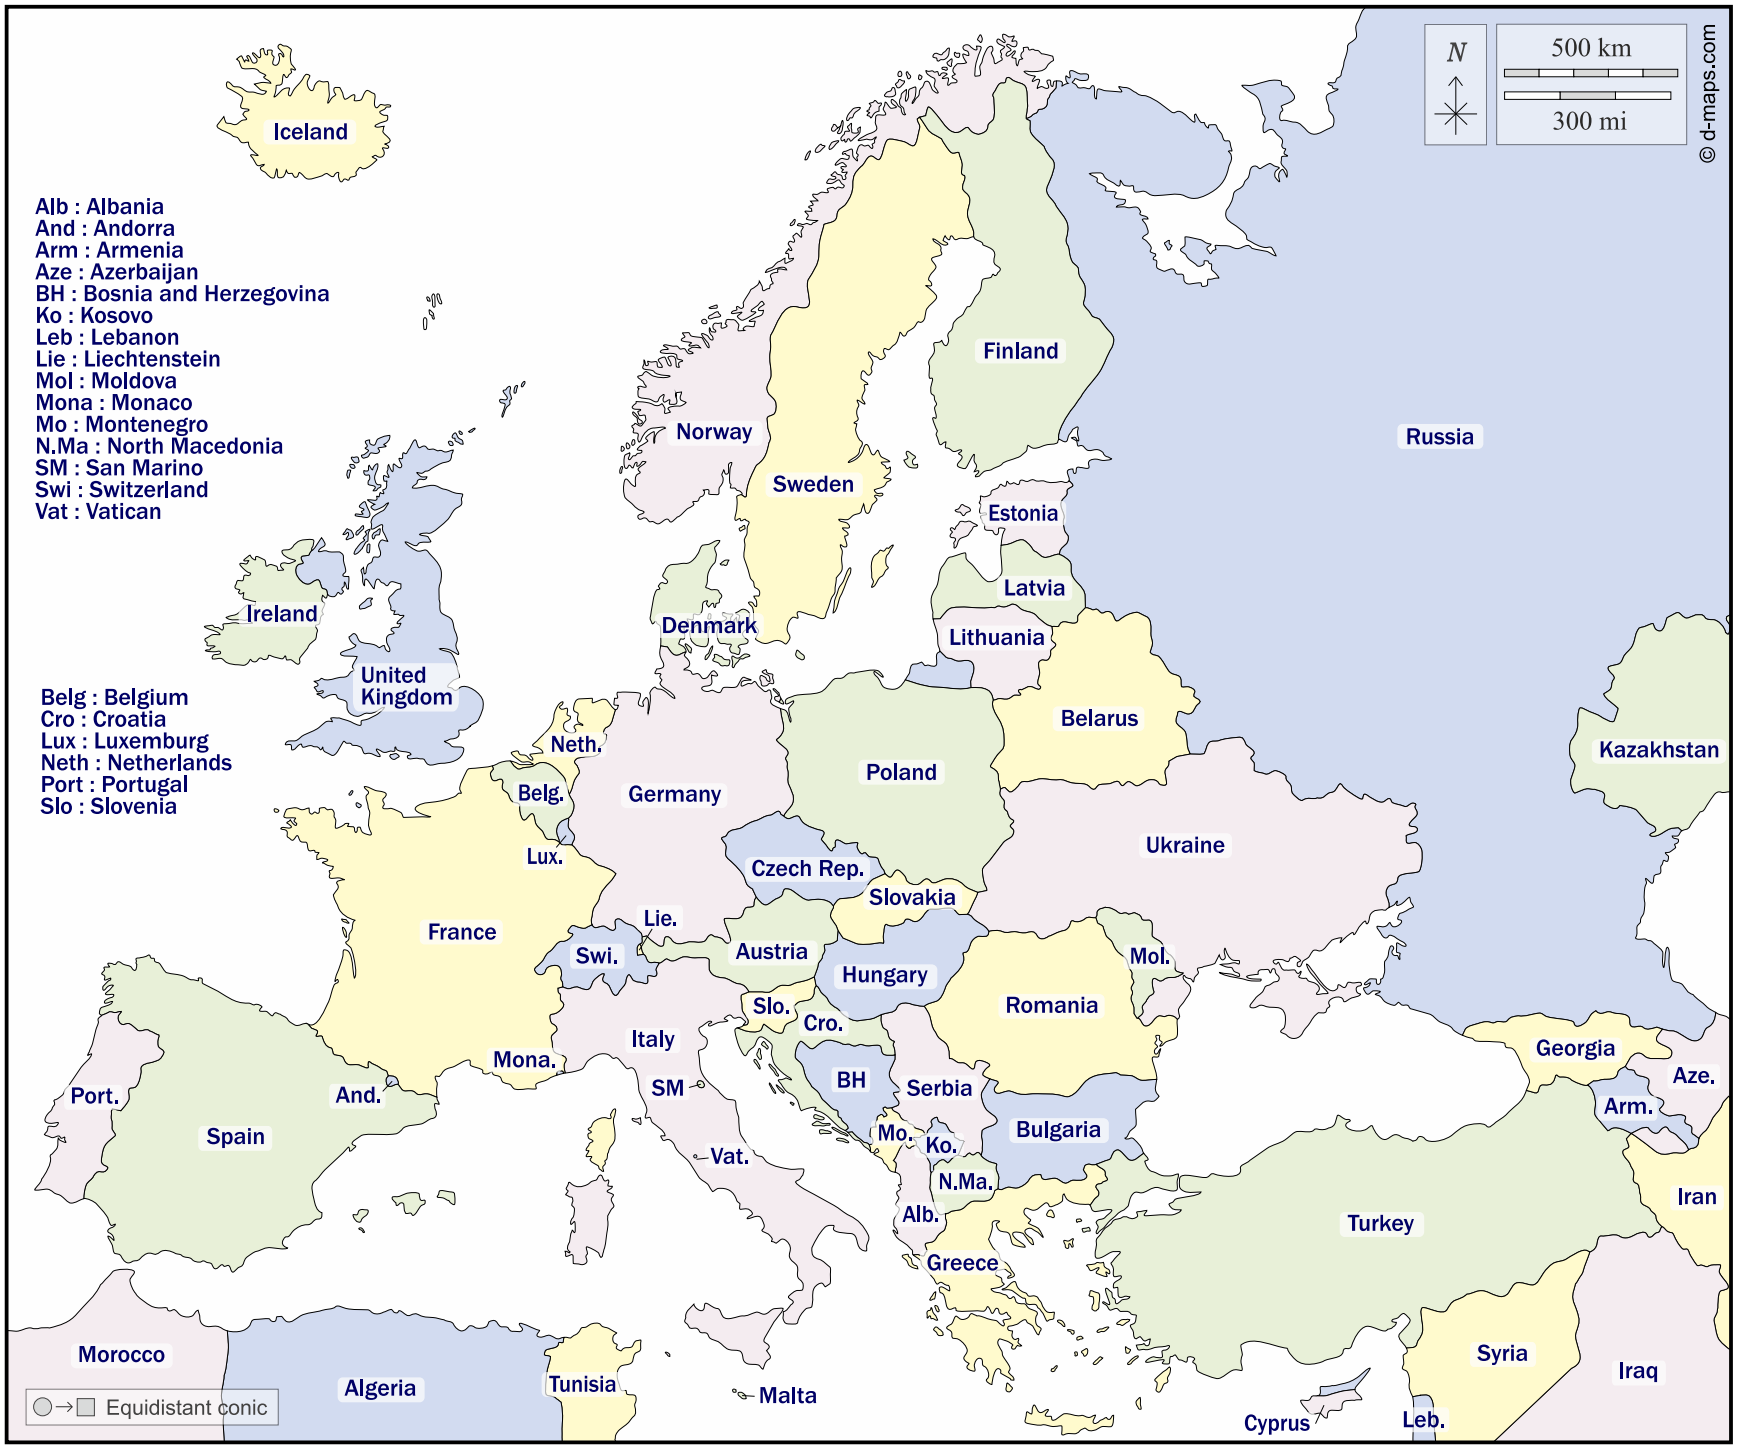 Iceland
N
500 km
300 mi
© d-maps.com
Alb : Albania
And : Andorra
Arm : Armenia
Aze : Azerbaijan
BH : Bosnia and Herzegovina
Ko : Kosovo
Leb : Lebanon
Lie : Liechtenstein
Mol : Moldova
Mona : Monaco
Mo : Montenegro
N.Ma : North Macedonia
SM : San Marino
Swi : Switzerland
Vat : Vatican
Finland
Norway
Russia
Sweden
Estonia
Latvia
Ireland
Denmark
Lithuania
United
Kingdom
Belg : Belgium
Cro : Croatia
Lux : Luxemburg
Neth : Netherlands
Port : Portugal
Slo : Slovenia
Belarus
Neth.
Kazakhstan
Poland
Belg.
Germany
Ukraine
Lux.
Czech Rep.
Slovakia
Lie.
France
Swi.
Austria
Mol.
Hungary
Romania
Slo.
Cro.
Italy
Georgia
Mona.
Aze.
BH
Serbia
SM
And.
Port.
Arm.
Spain
Bulgaria
Mo.
Ko.
Vat.
N.Ma.
Iran
Alb.
Turkey
Greece
Morocco
Syria
Iraq
Algeria
Tunisia
Malta
Equidistant conic
Cyprus
Leb.